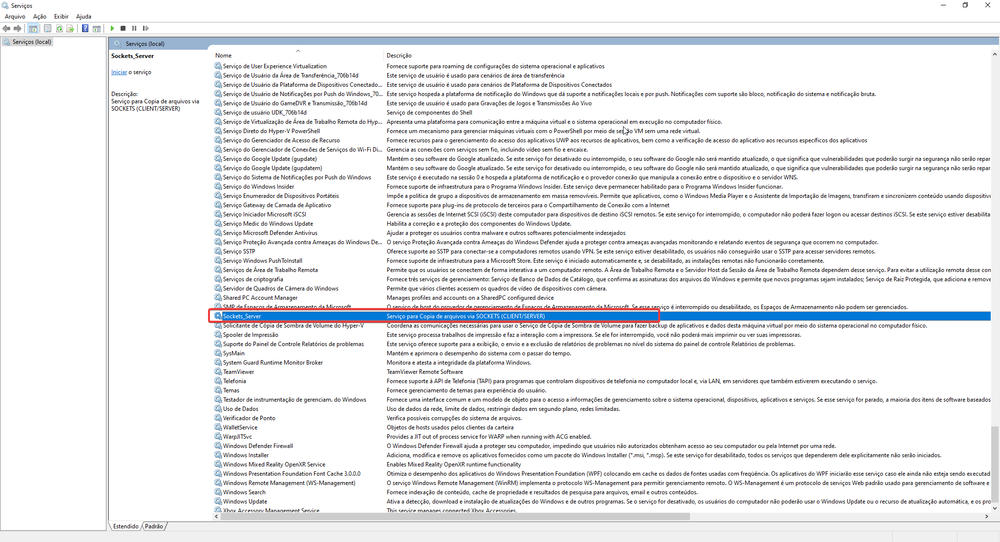 Serviços
Arquivo Ação Exibir Ajuda
Serviços (local)
Serviços (local)
Sockets_Server
Iniciar o serviço
Descrição:
Serviço para Copia de arquivos via
SOCKETS (CLIENT/SERVER)
Nome Descrição
Serviço de User Experience Virtualization Fornece suporte para roaming de configurações do sistema operacional e aplicativos
Serviço de Usuário da Área de Transferência_706b14d Este serviço de usuário é usado para cenários de área de transferência
Serviço de Usuário da Plataforma de Dispositivos Conectado... Este serviço de usuário é usado para cenários de Plataforma de Dispositivos Conectados
Serviço de Usuário de Notificações por Push do Windows_70... Este serviço hospeda a plataforma de notificação do Windows que dá suporte a notificações locais e por push. Notificações com suporte são bloco, notificação do sistema e notificação bruta.
Serviço de Usuário do GameDVR e Transmissão_706b14d Este serviço de usuário é usado para Gravações de Jogos e Transmissões Ao Vivo
Serviço de usuário UDK_706b14d Serviço de componentes do Shell
Serviço de Virtualização de Área de Trabalho Remota do Hyp... Apresenta uma plataforma para comunicação entre a máquina virtual e o sistema operacional em execução no computador físico.
Serviço Direto do Hyper-V PowerShell Fornece um mecanismo para gerenciar máquinas virtuais com o PowerShell por meio de sessão VM sem uma rede virtual.
Serviço do Gerenciador de Acesso de Recurso Fornece recursos para o gerenciamento do acesso dos aplicativos UWP aos recursos de aplicativos, bem como a verificação de acesso do aplicativo aos recursos específicos dos aplicativos
Serviço do Gerenciador de Conexões de Serviços do Wi-Fi Di... Gerencia as conexões com serviços sem fio, incluindo vídeo sem fio e encaixe.
Serviço do Google Update (gupdate) Mantém o seu software do Google atualizado. Se este serviço for desativado ou interrompido, o seu software do Google não será mantido atualizado, o que significa que vulnerabilidades que poderão surgir na segurança não serão repar
Serviço do Google Update (gupdatem) Mantém o seu software do Google atualizado. Se este serviço for desativado ou interrompido, o seu software do Google não será mantido atualizado, o que significa que vulnerabilidades que poderão surgir na segurança não serão repar
Serviço do Sistema de Notificações por Push do Windows Este serviço é executado na sessão 0 e hospeda a plataforma de notificação e o provedor conexão que manipula a conexão entre o dispositivo e o servidor WNS.
Serviço do Windows Insider Fornece suporte de infraestrutura para o Programa Windows Insider. Este serviço deve permanecer habilitado para o Programa Windows Insider funcionar.
Serviço Enumerador de Dispositivos Portáteis Impõe a política de grupo a dispositivos de armazenamento em massa removíveis. Permite que aplicativos, como o Windows Media Player e o Assistente de Importação de Imagens, transfiram e sincronizem conteúdo usando dispositivo
Serviço Gateway de Camada de Aplicativo Fornece suporte para plug-ins de protocolo de terceiros para o Compartilhamento de Conexão com a Internet
Serviço Iniciador Microsoft iSCSI Gerencia as sessões de Internet SCSI (iSCSI) deste computador para dispositivos de destino iSCSI remotos. Se este serviço for interrompido, o computador não poderá fazer logon ou acessar destinos iSCSI. Se este serviço estiver desabilita
Serviço Medic do Windows Update Habilita a correção e a proteção dos componentes do Windows Update.
Serviço Microsoft Defender Antivírus Ajudar a proteger os usuários contra malware e outros softwares potencialmente indesejados
Serviço Proteção Avançada contra Ameaças do Windows De... O serviço Proteção Avançada contra Ameaças do Windows Defender ajuda a proteger contra ameaças avançadas monitorando e relatando eventos de segurança que ocorrem no computador.
Serviço SSTP Oferece suporte ao SSTP para conectar-se a computadores remotos usando VPN. Se este serviço estiver desabilitado, os usuários não conseguirão usar o SSTP para acessar servidores remotos.
Serviço Windows PushToInstall Fornece suporte de infraestrutura para a Microsoft Store. Este serviço é iniciado automaticamente e, se desabilitado, as instalações remotas não funcionarão corretamente.
Serviços de Área de Trabalho Remota Permite que os usuários se conectem de forma interativa a um computador remoto. A Área de Trabalho Remota e o Servidor Host da Sessão da Área de Trabalho Remota dependem desse serviço. Para evitar a utilização remota desse con
Serviços de criptografia Fornece três serviços de gerenciamento: Serviço de Banco de Dados de Catálogo, que confirma as assinaturas dos arquivos do Windows e permite que novos programas sejam instalados; Serviço de Raiz Protegida, que adiciona e remove
Servidor de Quadros de Câmera do Windows Permite que vários clientes acessem os quadros de vídeo de dispositivos com câmera.
Shared PC Account Manager Manages profiles and accounts on a SharedPC configured device
SMP de Espaços de Armazenamento da Microsoft O serviço de host do provedor de gerenciamento de Espaços de Armazenamento da Microsoft. Se esse serviço é interrompido ou desabilitado, os Espaços de Armazenamento não podem ser gerenciados.
Sockets_Server Serviço para Copia de arquivos via SOCKETS (CLIENT/SERVER)
Solicitante de Cópia de Sombra de Volume do Hyper-V Coordena as comunicações necessárias para usar o Serviço de Cópia de Sombra de Volume para fazer backup de aplicativos e dados desta máquina virtual por meio do sistema operacional no computador físico.
Spooler de Impressão Este serviço processa trabalhos de impressão e faz a interação com a impressora. Se ele for interrompido, você não poderá mais imprimir ou ver suas impressoras.
Suporte do Painel de Controle Relatórios de problemas Este serviço oferece suporte para a exibição, o envio e a exclusão de relatórios de problemas no nível do sistema do painel de controle Relatórios de problemas.
SysMain Mantém e aprimora o desempenho do sistema com o passar do tempo.
System Guard Runtime Monitor Broker Monitora e atesta a integridade da plataforma Windows.
TeamViewer TeamViewer Remote Software
Telefonia Fornece suporte à API de Telefonia (TAPI) para programas que controlam dispositivos de telefonia no computador local e, via LAN, em servidores que também estiverem executando o serviço.
Temas Fornece gerenciamento de temas para experiência do usuário.
Testador de instrumentação de gerenciam. do Windows Fornece uma interface comum e um modelo de objeto para o acesso a informações de gerenciamento sobre o sistema operacional, dispositivos, aplicativos e serviços. Se esse serviço for parado, a maioria dos itens de software baseados
Uso de Dados Uso de dados da rede, limite de dados, restringir dados em segundo plano, redes limitadas.
Verificador de Ponto Verifica possíveis corrupções do sistema de arquivos.
WalletService Objetos de hosts usados pelos clientes da carteira
WarpJITSvc Provides a JIT out of process service for WARP when running with ACG enabled.
Windows Defender Firewall O Windows Defender Firewall ajuda a proteger seu computador, impedindo que usuários não autorizados obtenham acesso ao seu computador ou pela Internet por uma rede.
Windows Installer Adiciona, modifica e remove os aplicativos fornecidos como um pacote do Windows Installer (*.msi, *.msp). Se este serviço for desabilitado, todos os serviços que dependerem dele explicitamente não serão iniciados.
Windows Mixed Reality OpenXR Service Enables Mixed Reality OpenXR runtime functionality
Windows Presentation Foundation Font Cache 3.0.0.0 Otimiza o desempenho dos aplicativos do Windows Presentation Foundation (WPF) colocando em cache os dados de fontes usadas com freqüência. Os aplicativos do WPF iniciarão esse serviço caso ele ainda não esteja sendo executad
Windows Remote Management (WS-Management) O serviço Windows Remote Management (WinRM) implementa o protocolo WS-Management para permitir gerenciamento remoto. O WS-Management é um protocolo de serviços Web padrão usado para gerenciamento de software e
Windows Search Fornece indexação de conteúdo, cache de propriedade e resultados de pesquisa para arquivos, email e outros conteúdos.
Windows Update Ativa a detecção, download e instalação de atualizações do Windows e de outros programas. Se o serviço for desativado, os usuários do computador não poderão usar o Windows Update ou o recurso de atualização automática, e os pro
Xbox Accessory Management Service This service manages connected Xbox Accessories.
Estendido Padrão